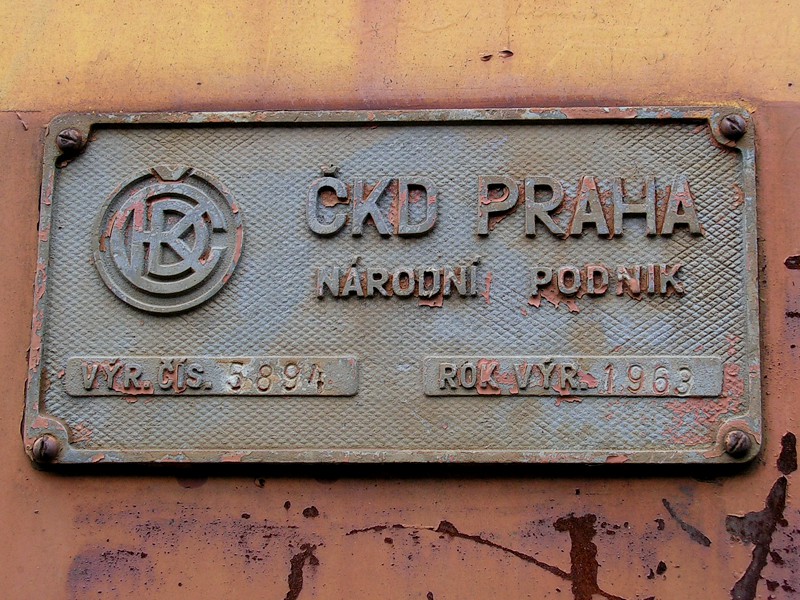 ČKD PRAHA
NÁRODNÍ PODNIK
VÝR. ČÍS. 5894
ROK VÝR. 1963